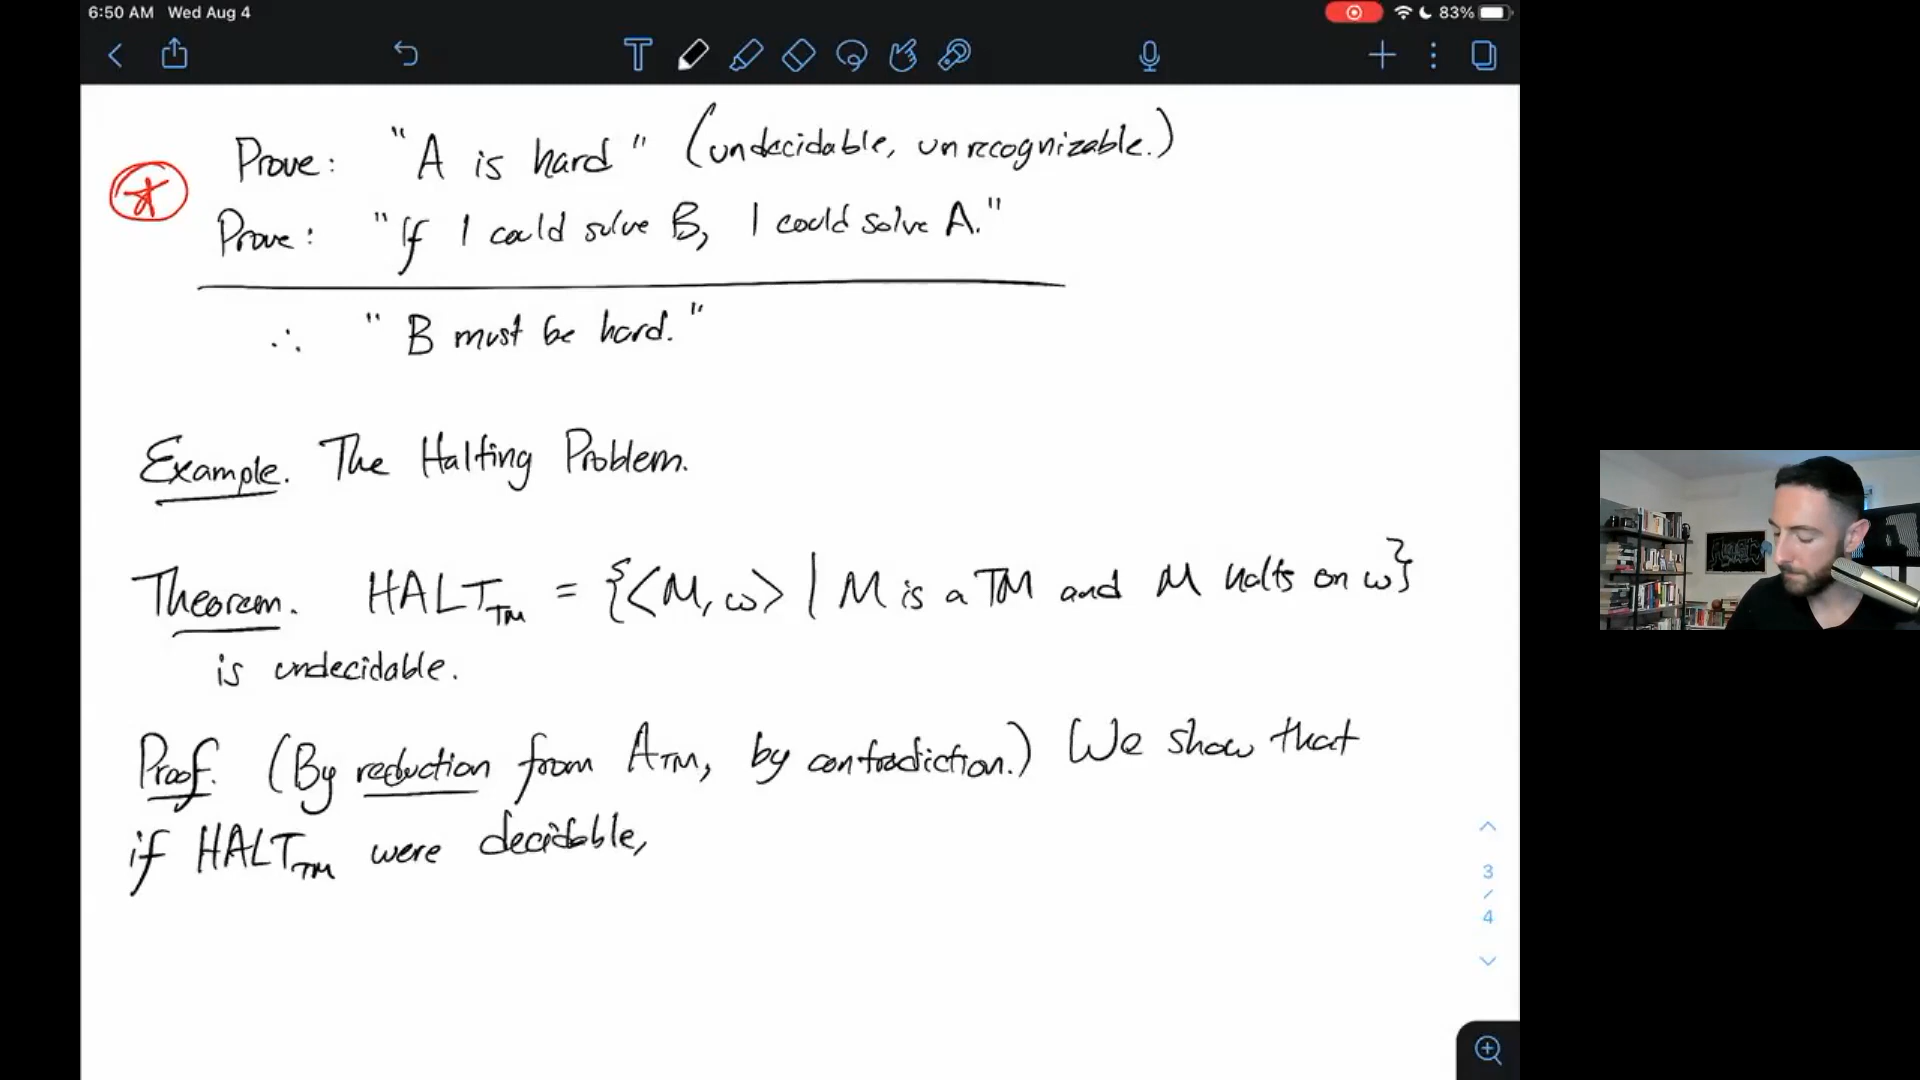 6:50 AM Wed Aug 4
83%
Prove: "A is hard" (undecidable, unrecognizable.)
Prove: "If I could solve B, I could solve A."
∴ "B must be hard."
Example. The Halting Problem.
Theorem. HALT_TM = {<M, w> | M is a TM and M halts on w}
is undecidable.
Proof. (By reduction from A_TM, by contradiction.) We show that
if HALT_TM were decidable,
3
/
4